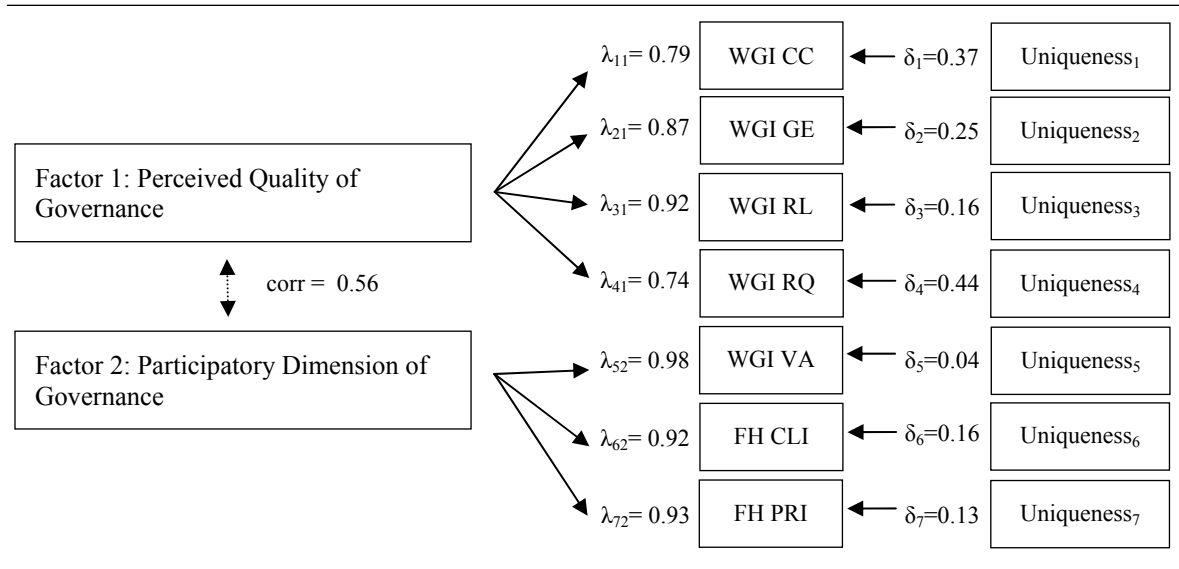 λ11= 0.79 WGI CC δ1=0.37 Uniqueness1
λ21= 0.87 WGI GE δ2=0.25 Uniqueness2
Factor 1: Perceived Quality of
Governance
λ31= 0.92 WGI RL δ3=0.16 Uniqueness3
λ41= 0.74 WGI RQ δ4=0.44 Uniqueness4
corr = 0.56
Factor 2: Participatory Dimension of
Governance
λ52= 0.98 WGI VA δ5=0.04 Uniqueness5
λ62= 0.92 FH CLI δ6=0.16 Uniqueness6
λ72= 0.93 FH PRI δ7=0.13 Uniqueness7